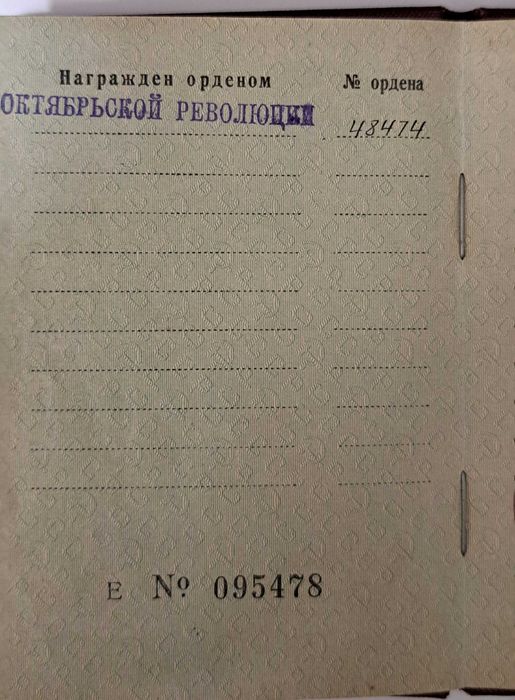 Награжден орденом № ордена
ОКТЯБРЬСКОЙ РЕВОЛЮЦИИ 48474
Е № 095478